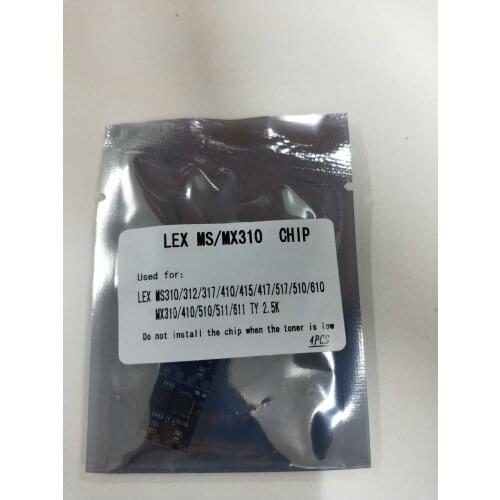 LEX MS/MX310 CHIP
Used for:
LEX MS310/312/317/410/415/417/517/510/610
MX310/410/510/511/611 TY 2.5K
Do not install the chip when the toner is low
4PCS